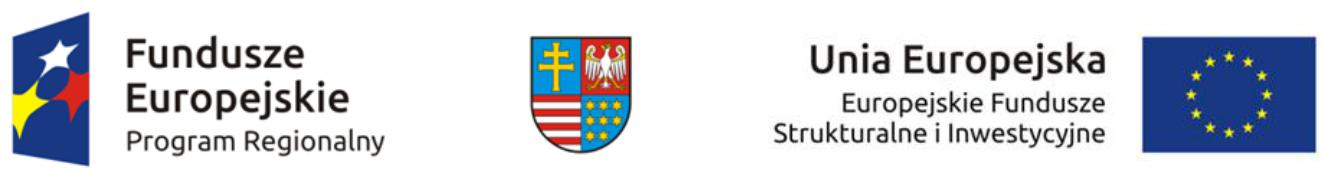 Fundusze
Europejskie
Program Regionalny
Unia Europejska
Europejskie Fundusze
Strukturalne i Inwestycyjne